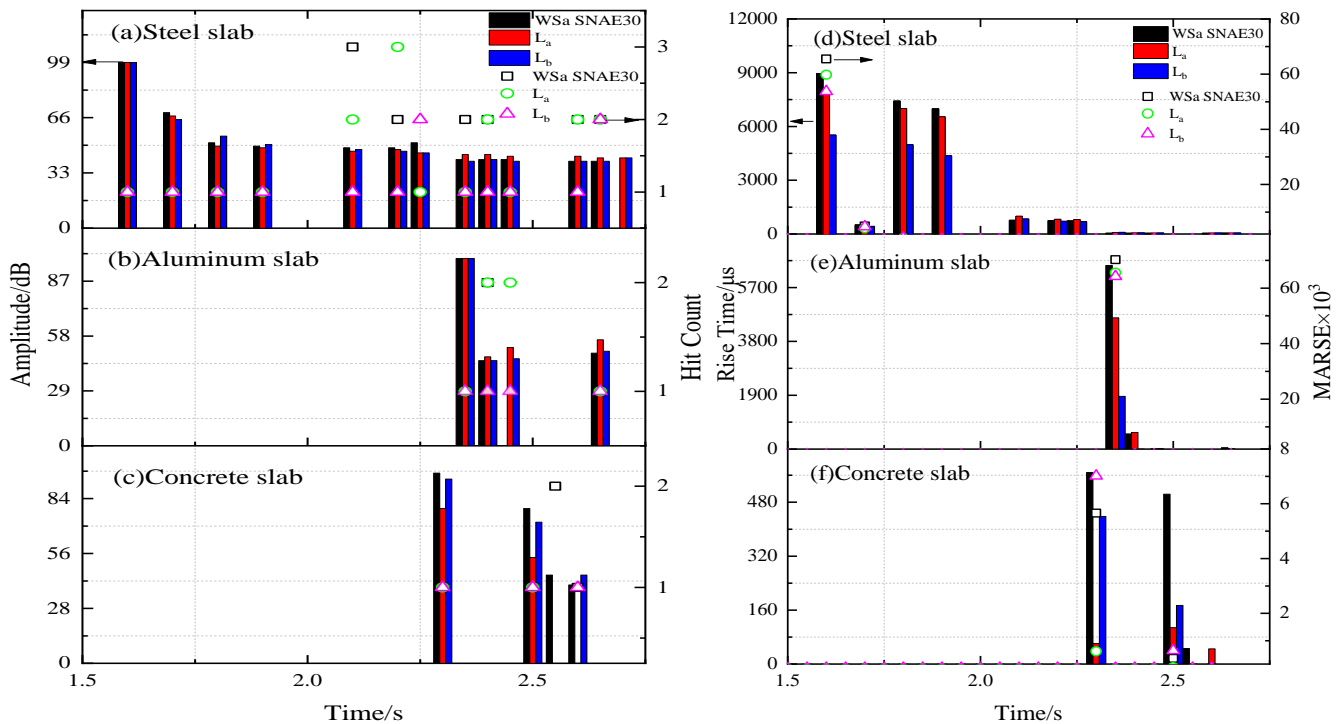 (a)Steel slab
WSa SNAE30
Lₐ
L_b
WSa SNAE30
Lₐ
L_b
99
66
33
0
3
2
1
(b)Aluminum slab
87
58
29
0
2
1
(c)Concrete slab
84
56
28
0
2
1
1.5
2.0
2.5
Amplitude/dB
Hit Count
Time/s
(d)Steel slab
WSa SNAE30
Lₐ
L_b
WSa SNAE30
Lₐ
L_b
12000
9000
6000
3000
0
80
60
40
20
(e)Aluminum slab
5700
3800
1900
0
60
40
20
8
(f)Concrete slab
480
320
160
0
6
4
2
1.5
2.0
2.5
Rise Time/μs
MARSE×10³
Time/s